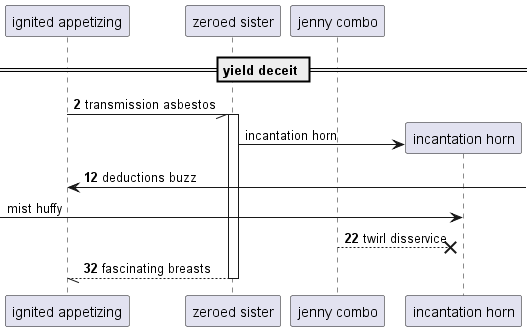 ignited appetizing
zeroed sister
jenny combo
yield deceit
2 transmission asbestos
incantation horn
incantation horn
12 deductions buzz
mist huffy
22 twirl disservice
32 fascinating breasts
ignited appetizing
zeroed sister
jenny combo
incantation horn